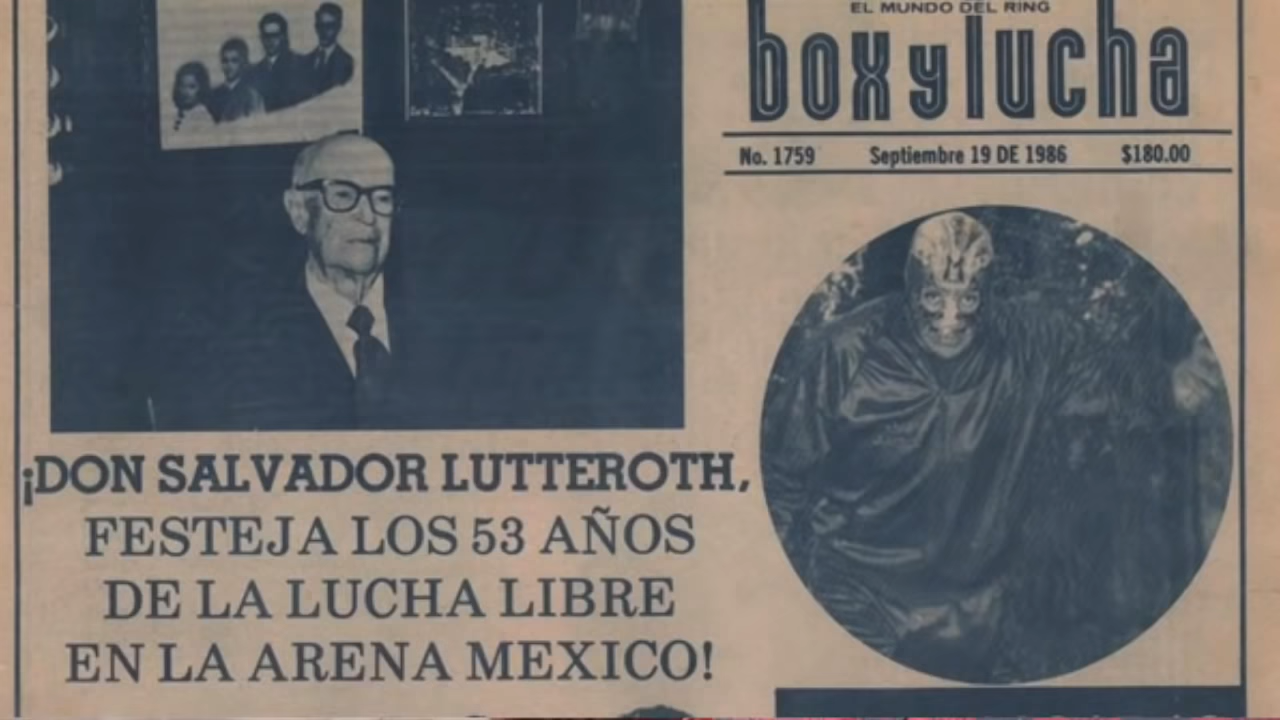 EL MUNDO DEL RING
box y lucha
No. 1759 Septiembre 19 DE 1986 $180.00
¡DON SALVADOR LUTTEROTH,
FESTEJA LOS 53 AÑOS
DE LA LUCHA LIBRE
EN LA ARENA MEXICO!